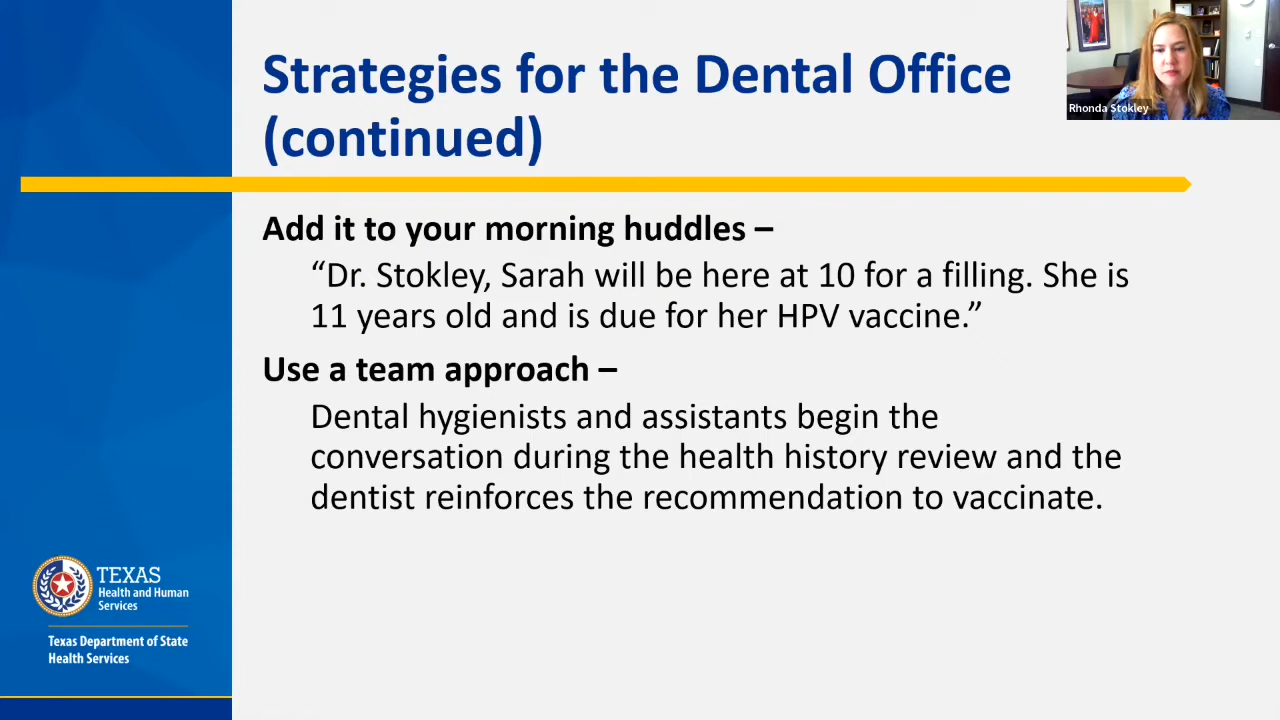 Strategies for the Dental Office
(continued)
Rhonda Stokley
Add it to your morning huddles –
“Dr. Stokley, Sarah will be here at 10 for a filling. She is
11 years old and is due for her HPV vaccine.”
Use a team approach –
Dental hygienists and assistants begin the
conversation during the health history review and the
dentist reinforces the recommendation to vaccinate.
TEXAS
Health and Human
Services
Texas Department of State
Health Services